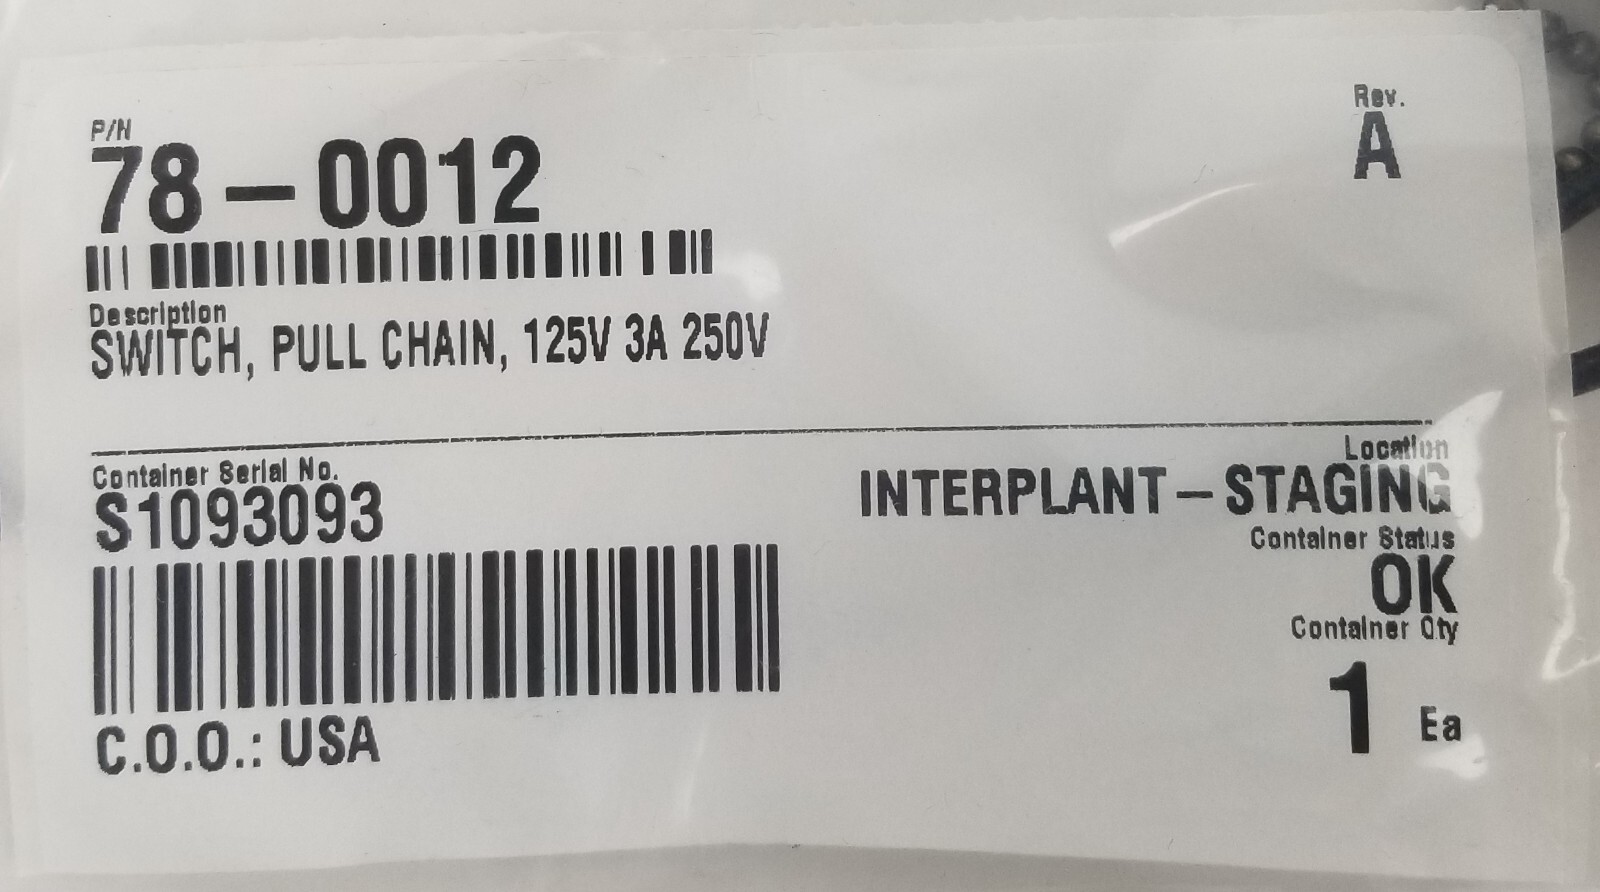 P/N
78-0012
Rev.
A
Description
SWITCH, PULL CHAIN, 125V 3A 250V
Container Serial No.
S1093093
C.O.O.: USA
Location
INTERPLANT-STAGING
Container Status
OK
Container Qty
1 Ea